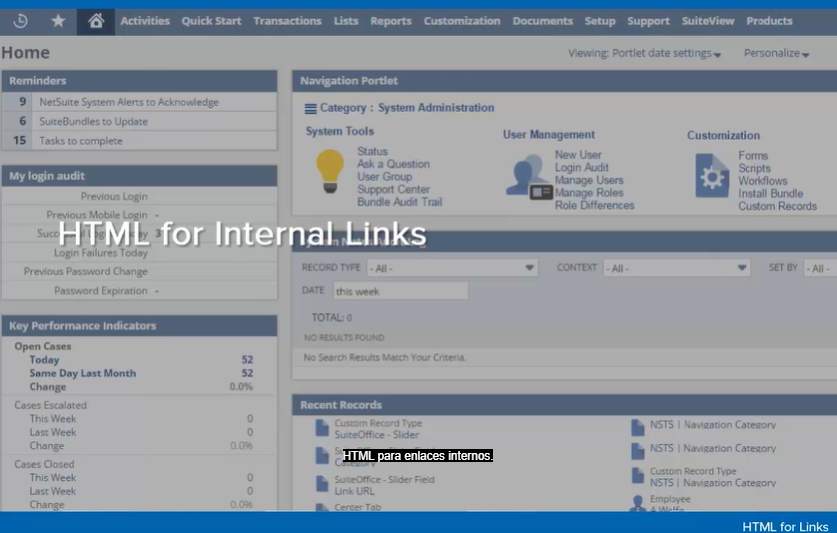 Activities Quick Start Transactions Lists Reports Customization Documents Setup Support SuiteView Products
Home
Viewing: Portlet date settings Personalize
Reminders
9 NetSuite System Alerts to Acknowledge
6 SuiteBundles to Update
15 Tasks to complete
My login audit
Previous Login
Previous Mobile Login -
Login Failures Today
Previous Password Change
Password Expiration -
HTML for Internal Links
Key Performance Indicators
Open Cases
Today 52
Same Day Last Month 52
Change 0.0%
Cases Escalated
This Week 0
Last Week 0
Change 0.0%
Cases Closed
This Week 0
Last Week 0
Change 0.0%
Navigation Portlet
Category : System Administration
System Tools
Status
Ask a Question
User Group
Support Center
Bundle Audit Trail
User Management
New User
Login Audit
Manage Users
Manage Roles
Role Differences
Customization
Forms
Scripts
Workflows
Install Bundle
Custom Records
RECORD TYPE - All - CONTEXT - All - SET BY - All -
DATE this week
TOTAL: 0
NO RESULTS FOUND
No Search Results Match Your Criteria.
Recent Records
Custom Record Type
SuiteOffice - Slider
Category
SuiteOffice - Slider Field
Link URL
Center Tab
NSTS | Navigation Category
NSTS | Navigation Category
Custom Record Type
NSTS | Navigation Category
Employee
HTML para enlaces internos.
HTML for Links